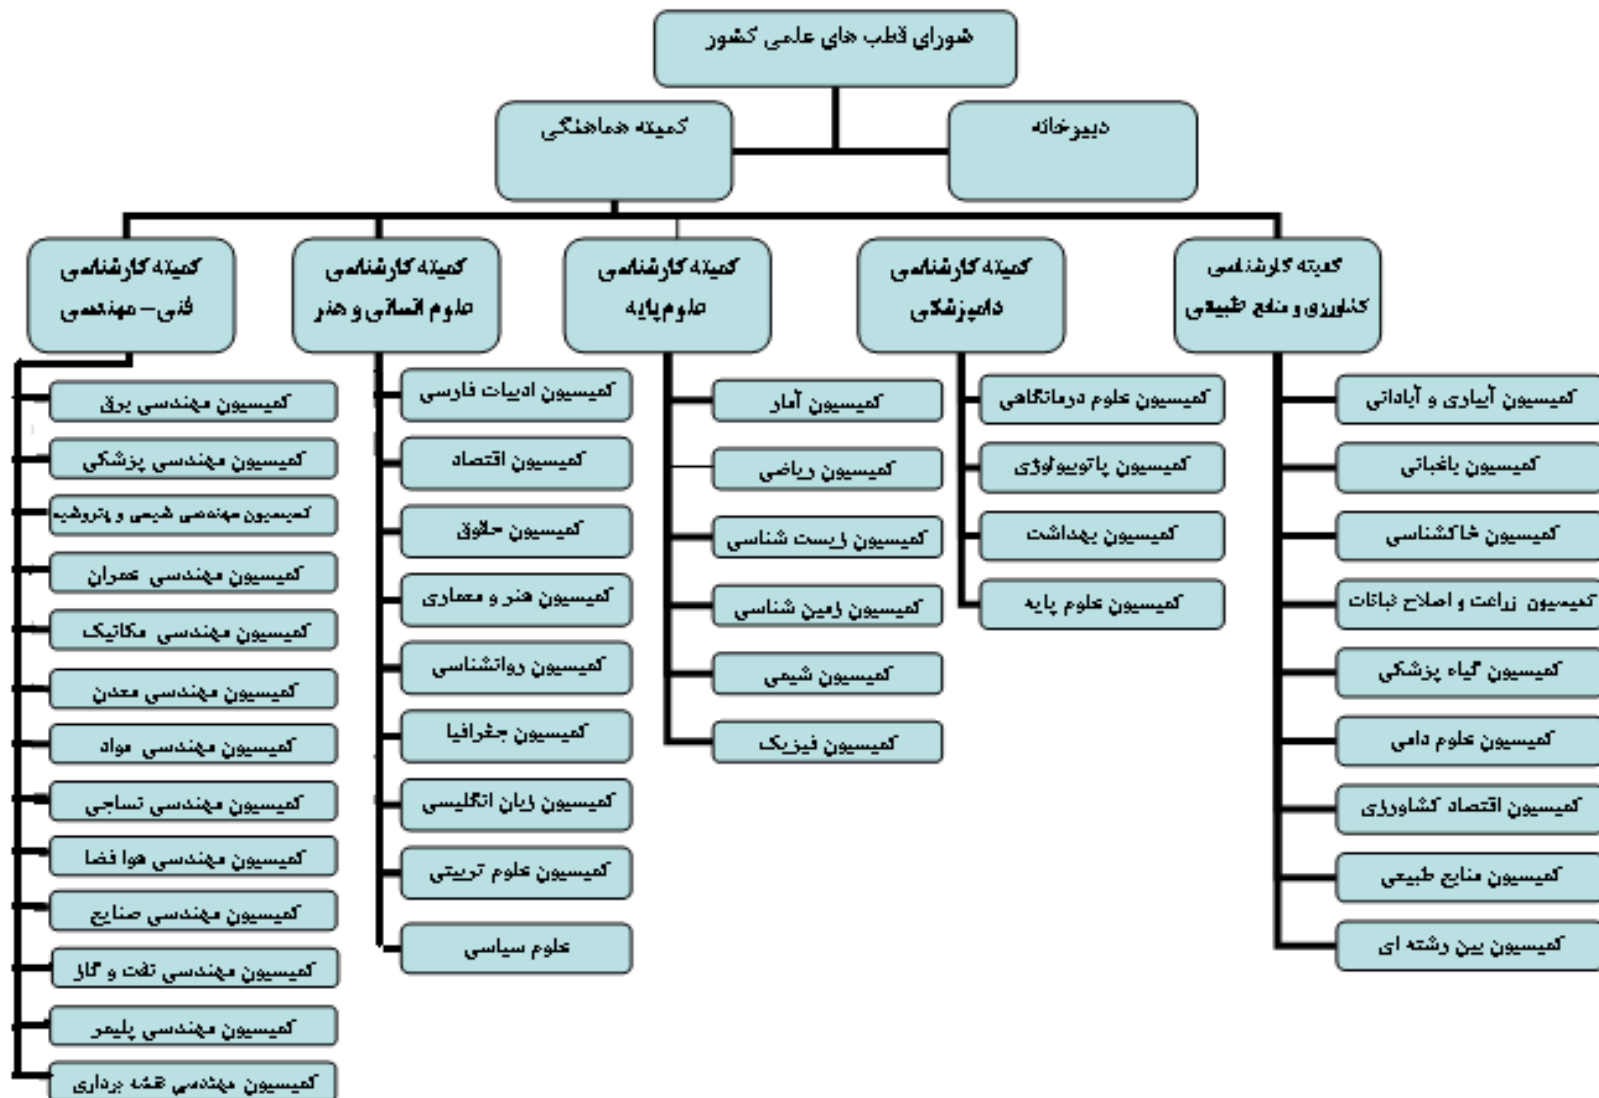 شورای قطب های علمی کشور
دبیرخانه
کمیته هماهنگی
کمیته کارشناسی
کشاورزی و منابع طبیعی
کمیته کارشناسی
دامپزشکی
کمیته کارشناسی
علوم پایه
کمیته کارشناسی
علوم انسانی و هنر
کمیته کارشناسی
فنی – مهندسی
کمیسیون آبیاری و آبادانی
کمیسیون باغبانی
کمیسیون خاکشناسی
کمیسیون زراعت و اصلاح نباتات
کمیسیون گیاه پزشکی
کمیسیون علوم دامی
کمیسیون اقتصاد کشاورزی
کمیسیون منابع طبیعی
کمیسیون بین رشته ای
کمیسیون علوم درمانگاهی
کمیسیون پاتوبیولوژی
کمیسیون بهداشت
کمیسیون علوم پایه
کمیسیون آمار
کمیسیون ریاضی
کمیسیون زیست شناسی
کمیسیون زمین شناسی
کمیسیون شیمی
کمیسیون فیزیک
کمیسیون ادبیات فارسی
کمیسیون اقتصاد
کمیسیون حقوق
کمیسیون هنر و معماری
کمیسیون روانشناسی
کمیسیون جغرافیا
کمیسیون زبان انگلیسی
کمیسیون علوم تربیتی
علوم سیاسی
کمیسیون مهندسی برق
کمیسیون مهندسی پزشکی
کمیسیون مهندسی شیمی و پتروشیم
کمیسیون مهندسی عمران
کمیسیون مهندسی مکانیک
کمیسیون مهندسی معدن
کمیسیون مهندسی مواد
کمیسیون مهندسی نساجی
کمیسیون مهندسی هوا فضا
کمیسیون مهندسی صنایع
کمیسیون مهندسی نفت و گاز
کمیسیون مهندسی پلیمر
کمیسیون مهندسی نقشه برداری